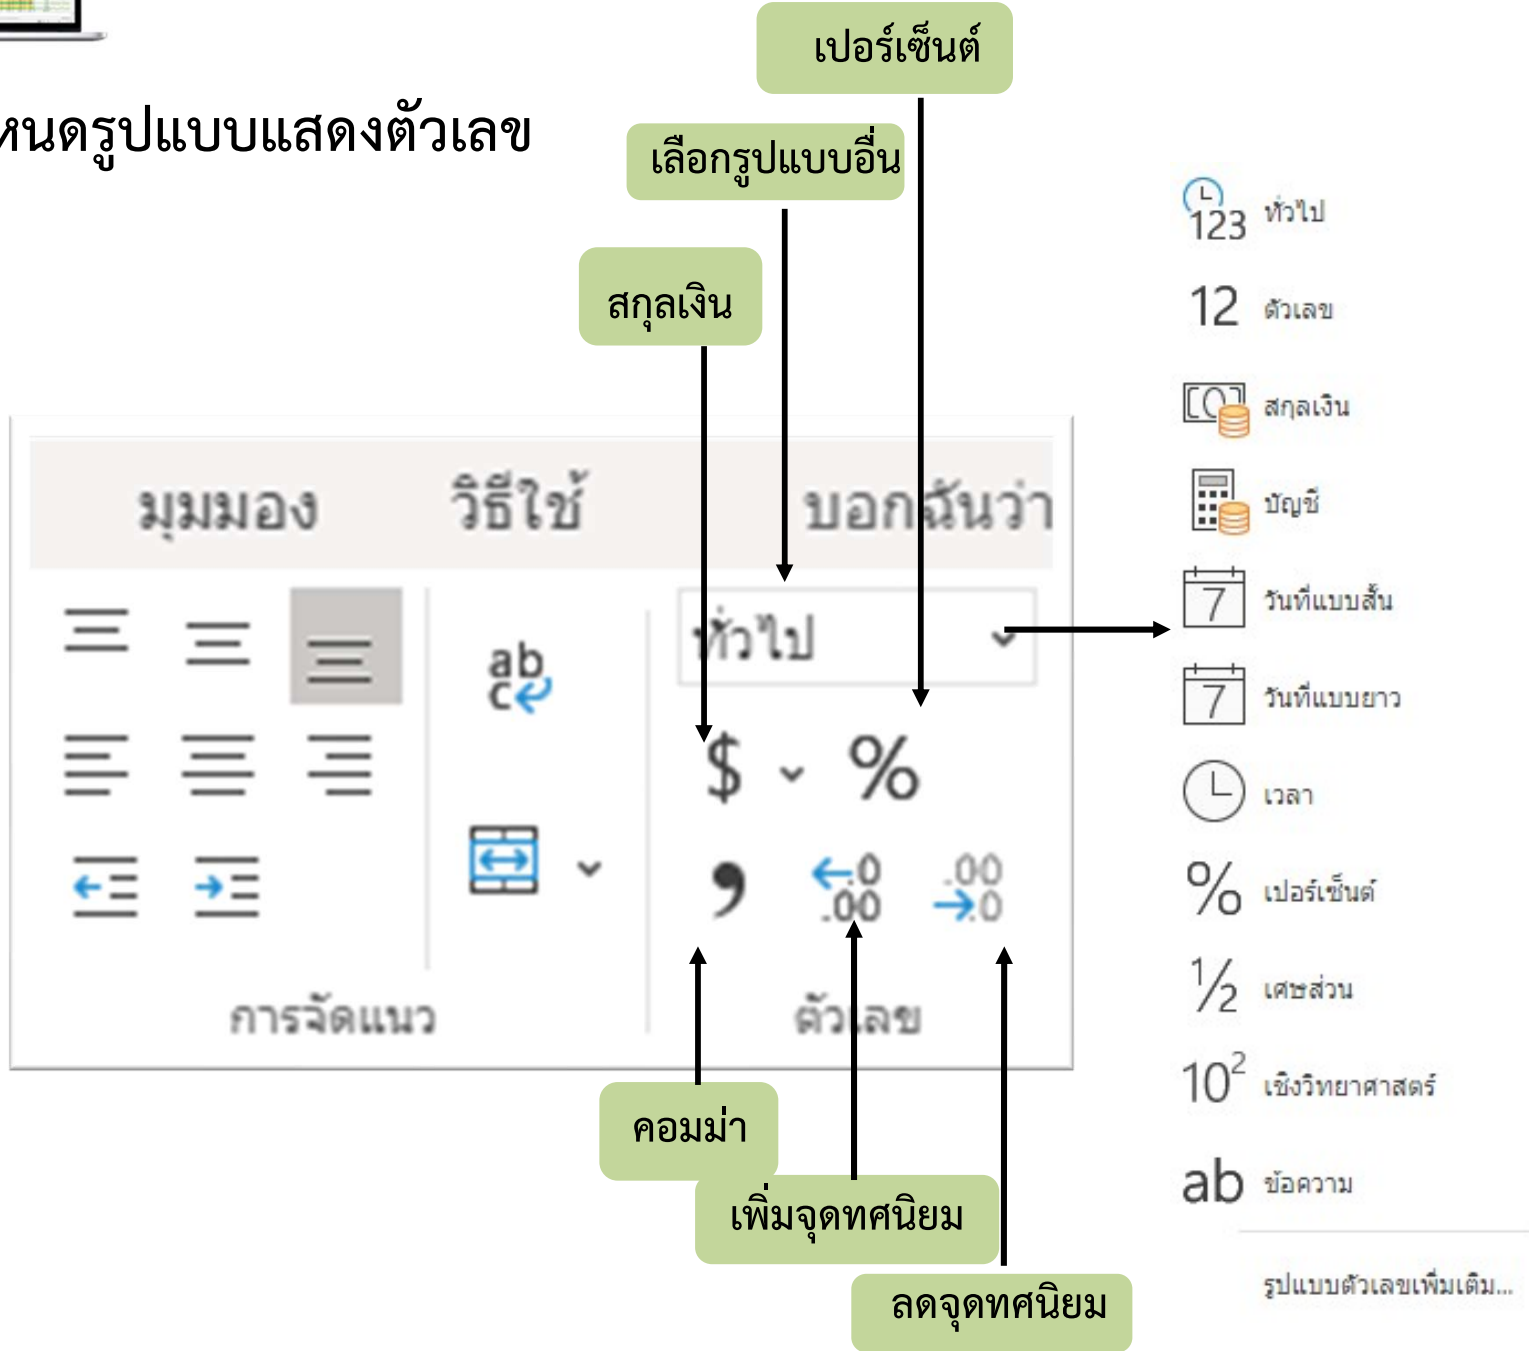 เปอร์เซ็นต์
หนดรูปแบบแสดงตัวเลข
เลือกรูปแบบอื่น
สกุลเงิน
มุมมอง วิธีใช้ บอกฉันว่า
ab
c
ทั่วไป
$ %
, .0 .00
.00 .0
การจัดแนว ตัวเลข
คอมม่า
เพิ่มจุดทศนิยม
ลดจุดทศนิยม
123 ทั่วไป
12 ตัวเลข
สกุลเงิน
บัญชี
7 วันที่แบบสั้น
7 วันที่แบบยาว
เวลา
% เปอร์เซ็นต์
½ เศษส่วน
10² เชิงวิทยาศาสตร์
ab ข้อความ
รูปแบบตัวเลขเพิ่มเติม...